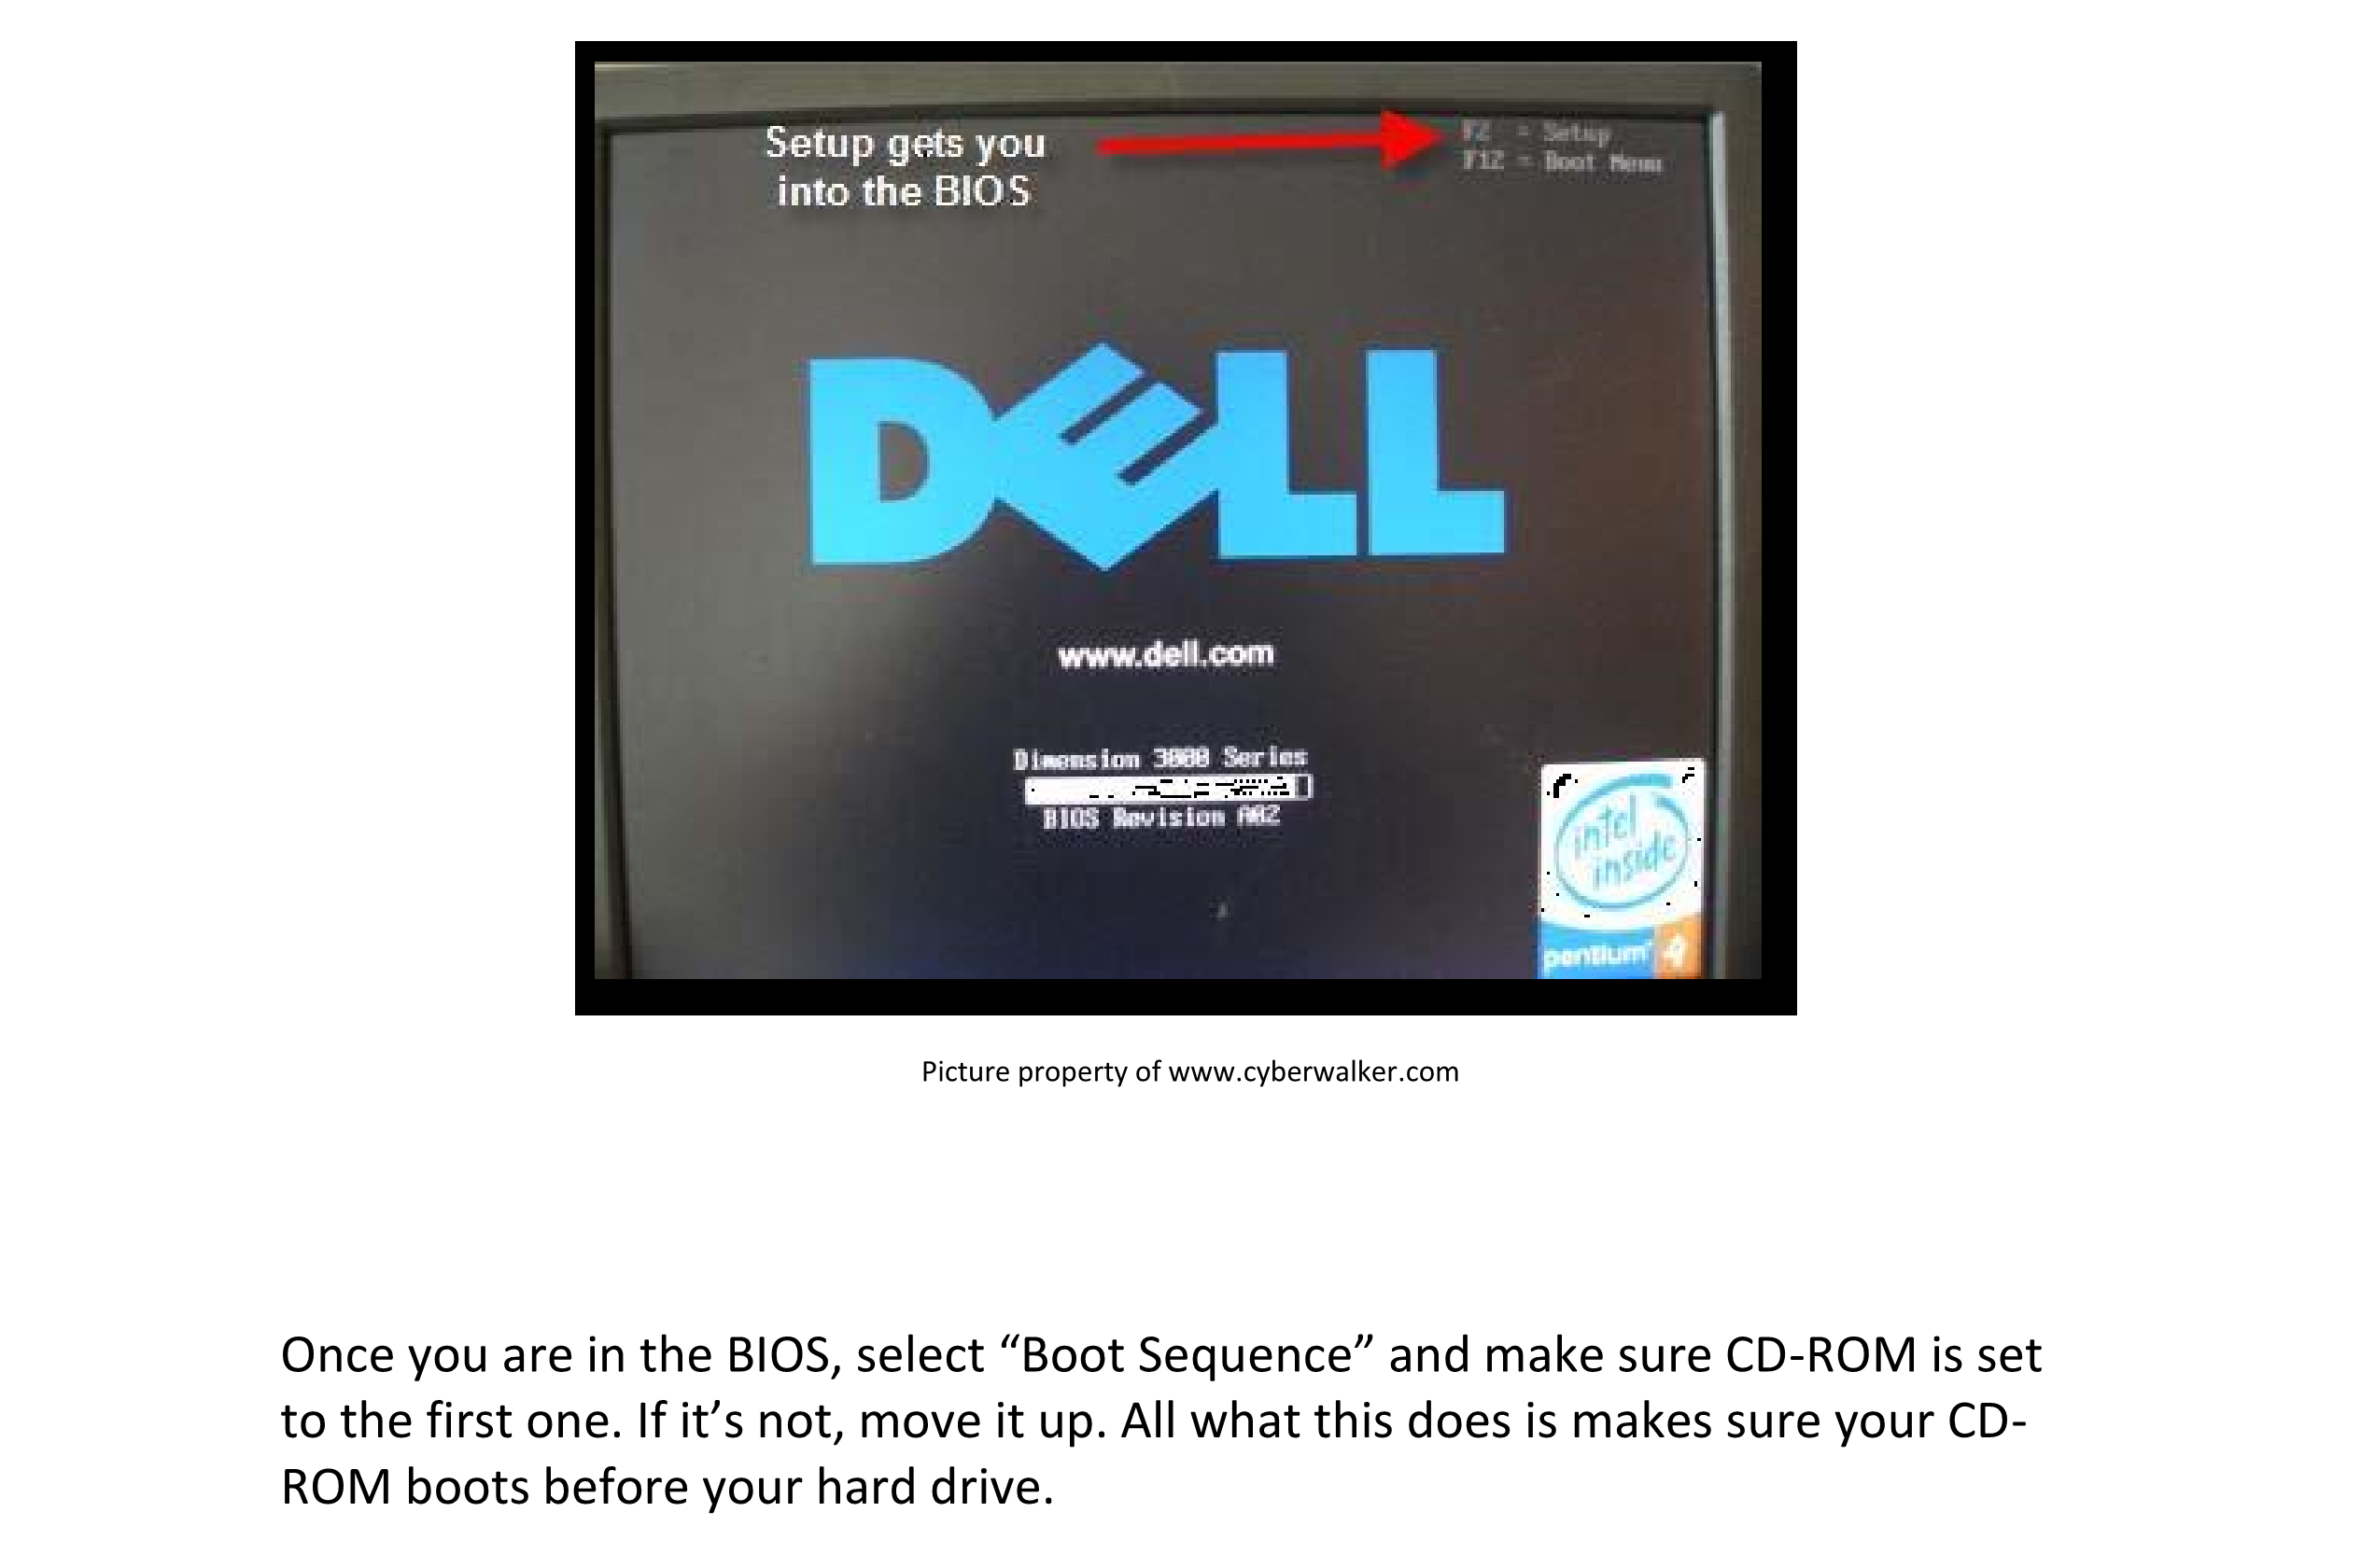 Setup gets you
into the BIOS
F2 = Setup
F12 = Boot Menu
DELL
www.dell.com
Dimension 3000 Series
BIOS Revision A02
intel
inside
pentium 4
Picture property of www.cyberwalker.com
Once you are in the BIOS, select “Boot Sequence” and make sure CD-ROM is set
to the first one. If it’s not, move it up. All what this does is makes sure your CD-
ROM boots before your hard drive.